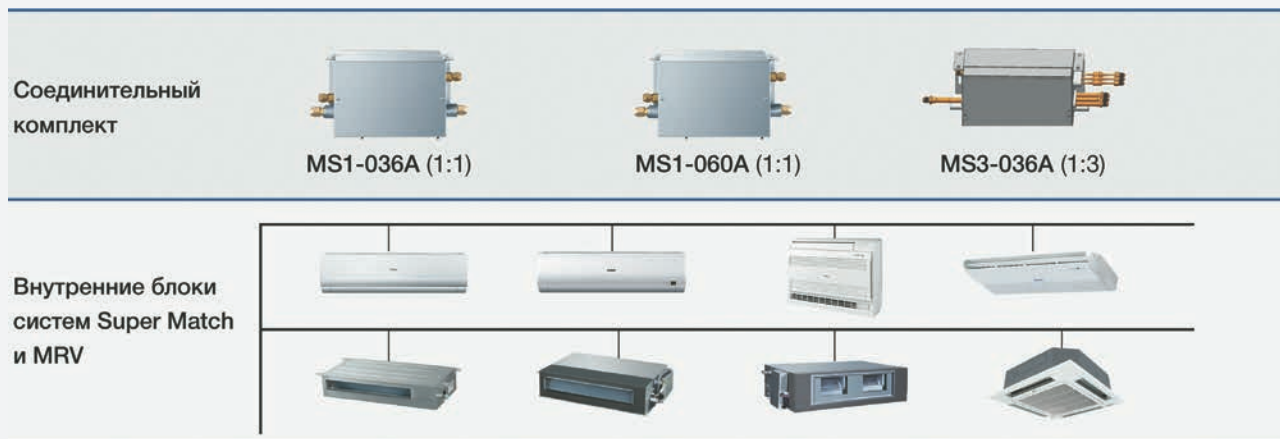 Соединительный
комплект
MS1-036A (1:1)
MS1-060A (1:1)
MS3-036A (1:3)
Внутренние блоки
систем Super Match
и MRV